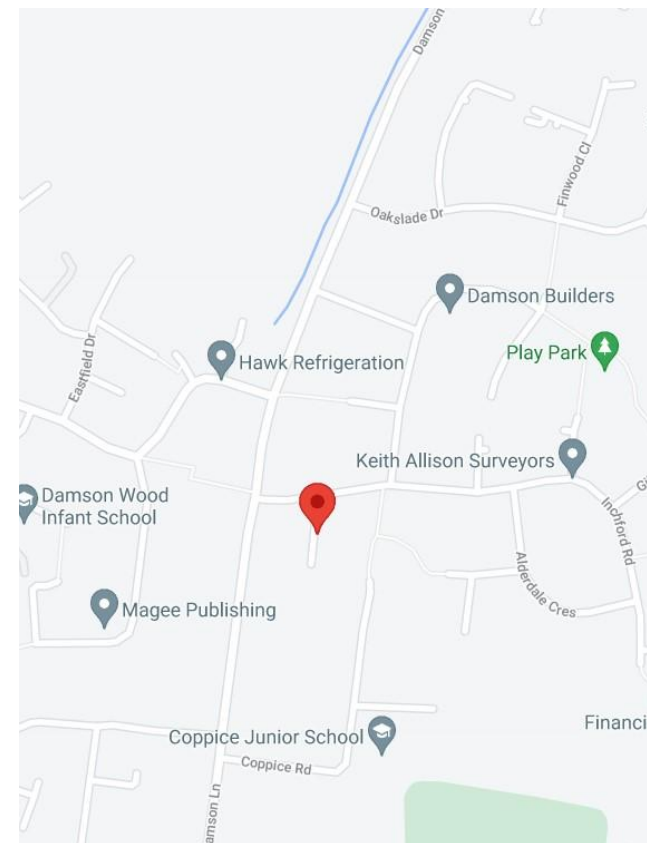 Damson
Oakslade Dr
Finwood Cl
Damson Builders
Play Park
Hawk Refrigeration
Eastfield Dr
Keith Allison Surveyors
Damson Wood
Infant School
Inchford Rd
Alderdale Cres
Magee Publishing
Financi
Coppice Junior School
Coppice Rd
amson Ln